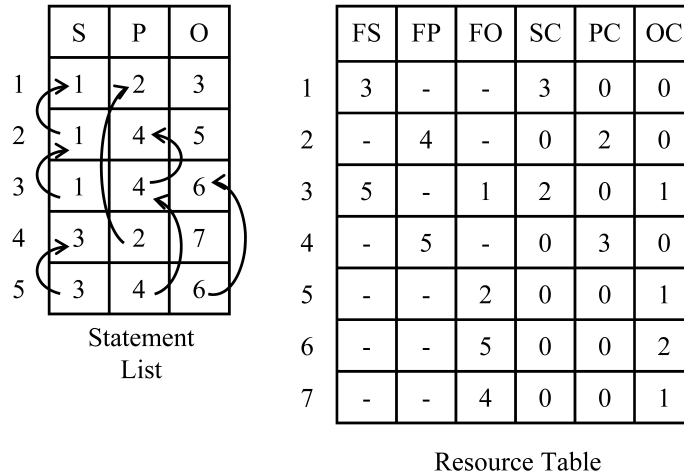 S P O
1 1 2 3
2 1 4 5
3 1 4 6
4 3 2 7
5 3 4 6
Statement
List
FS FP FO SC PC OC
1 3 - - 3 0 0
2 - 4 - 0 2 0
3 5 - 1 2 0 1
4 - 5 - 0 3 0
5 - - 2 0 0 1
6 - - 5 0 0 2
7 - - 4 0 0 1
Resource Table